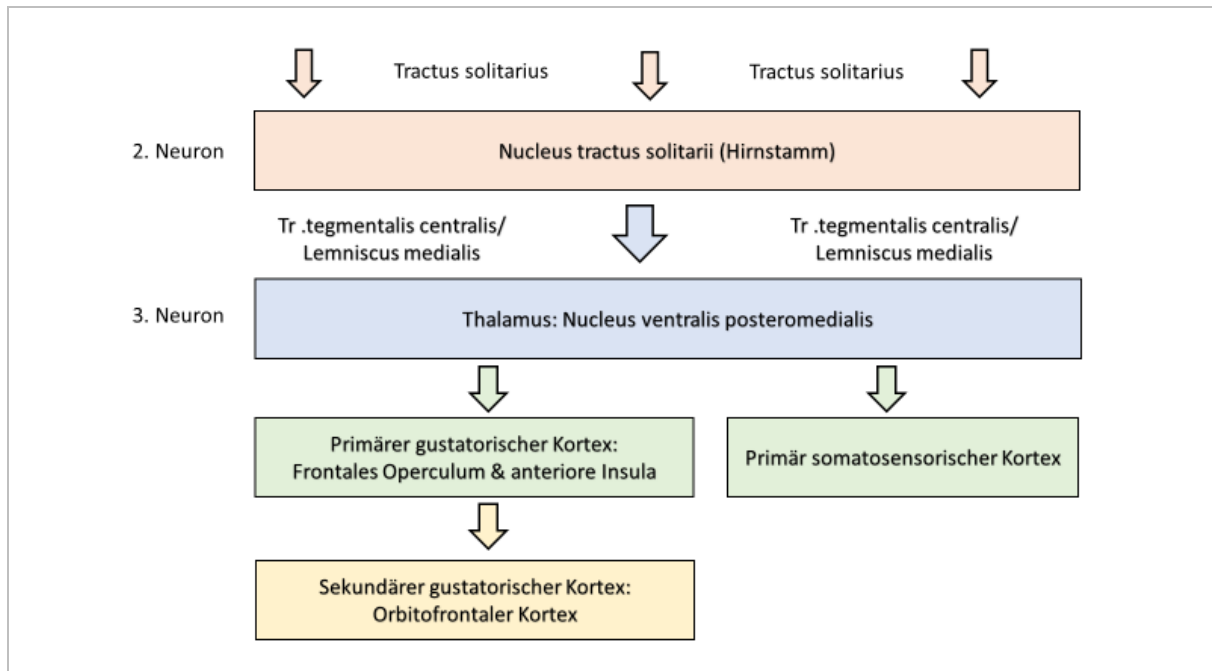 Tractus solitarius
Tractus solitarius
2. Neuron
Nucleus tractus solitarii (Hirnstamm)
Tr .tegmentalis centralis/
Lemniscus medialis
Tr .tegmentalis centralis/
Lemniscus medialis
3. Neuron
Thalamus: Nucleus ventralis posteromedialis
Primärer gustatorischer Kortex:
Frontales Operculum & anteriore Insula
Primär somatosensorischer Kortex
Sekundärer gustatorischer Kortex:
Orbitofrontaler Kortex